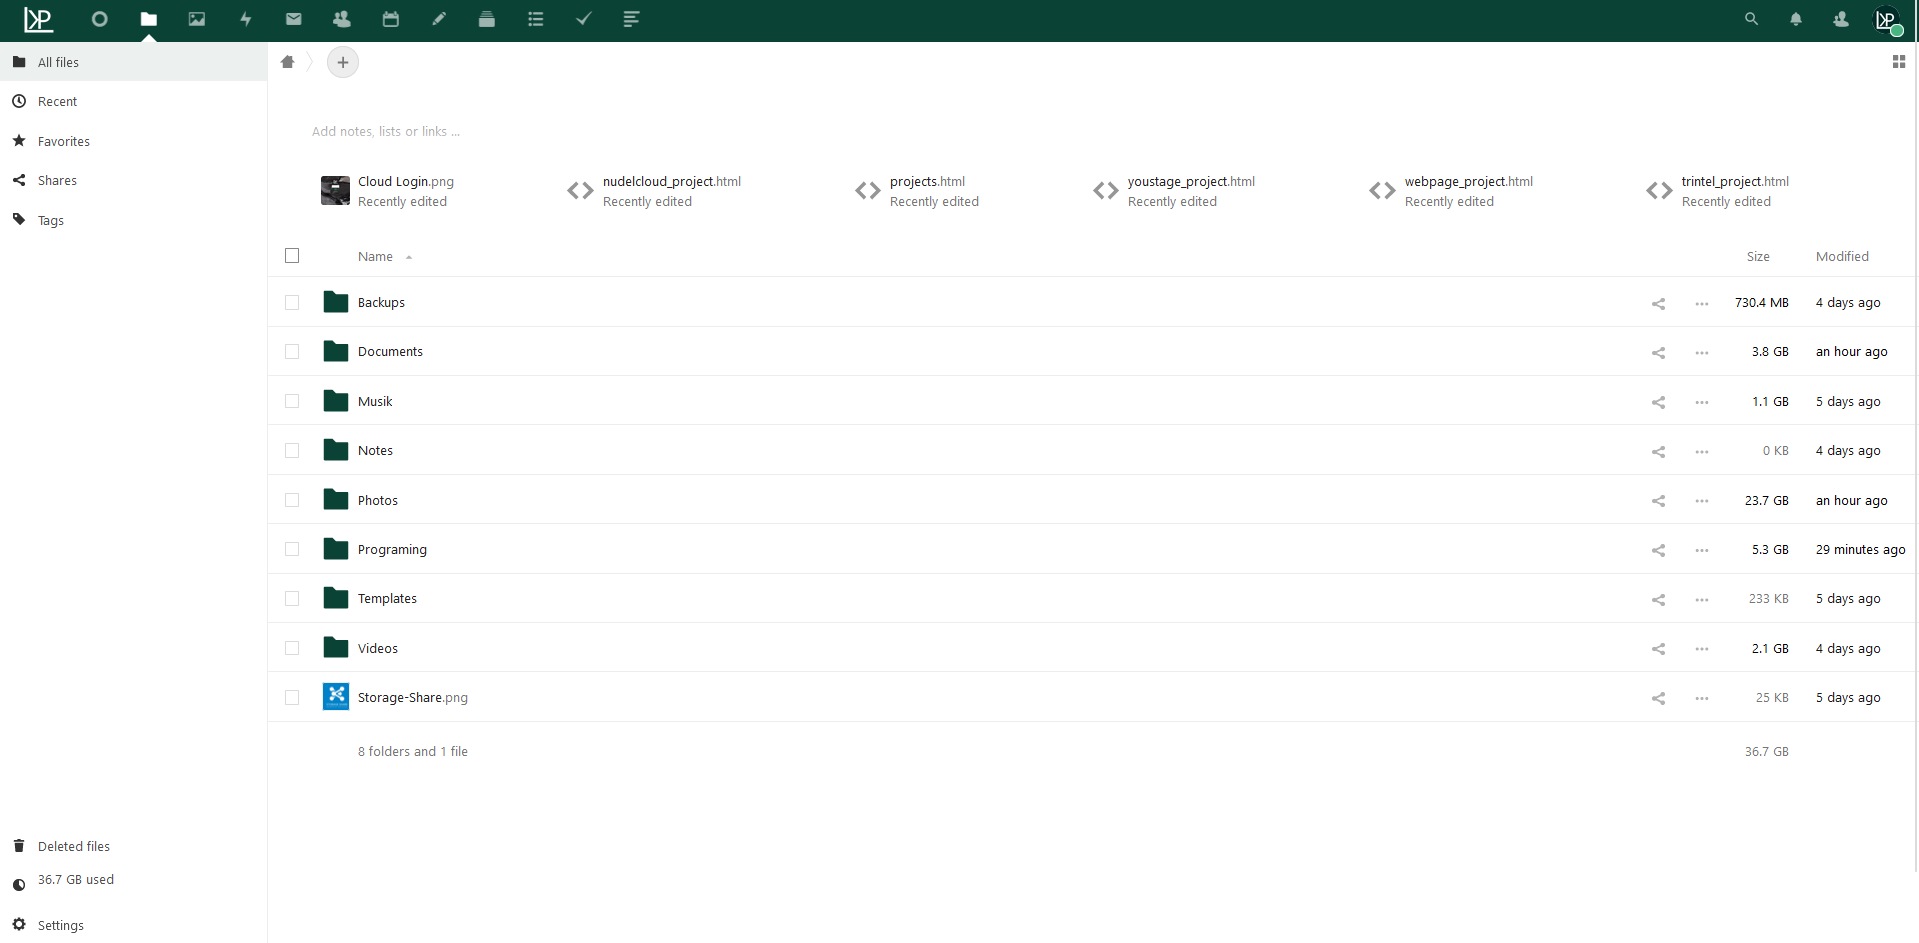 All files
Recent
Favorites
Shares
Tags
Deleted files
36.7 GB used
Settings
Add notes, lists or links ...
Cloud Login.png
Recently edited
nudelcloud_project.html
Recently edited
projects.html
Recently edited
youstage_project.html
Recently edited
webpage_project.html
Recently edited
trintel_project.html
Recently edited
Name Size Modified
Backups 730.4 MB 4 days ago
Documents 3.8 GB an hour ago
Musik 1.1 GB 5 days ago
Notes 0 KB 4 days ago
Photos 23.7 GB an hour ago
Programing 5.3 GB 29 minutes ago
Templates 233 KB 5 days ago
Videos 2.1 GB 4 days ago
Storage-Share.png 25 KB 5 days ago
8 folders and 1 file 36.7 GB